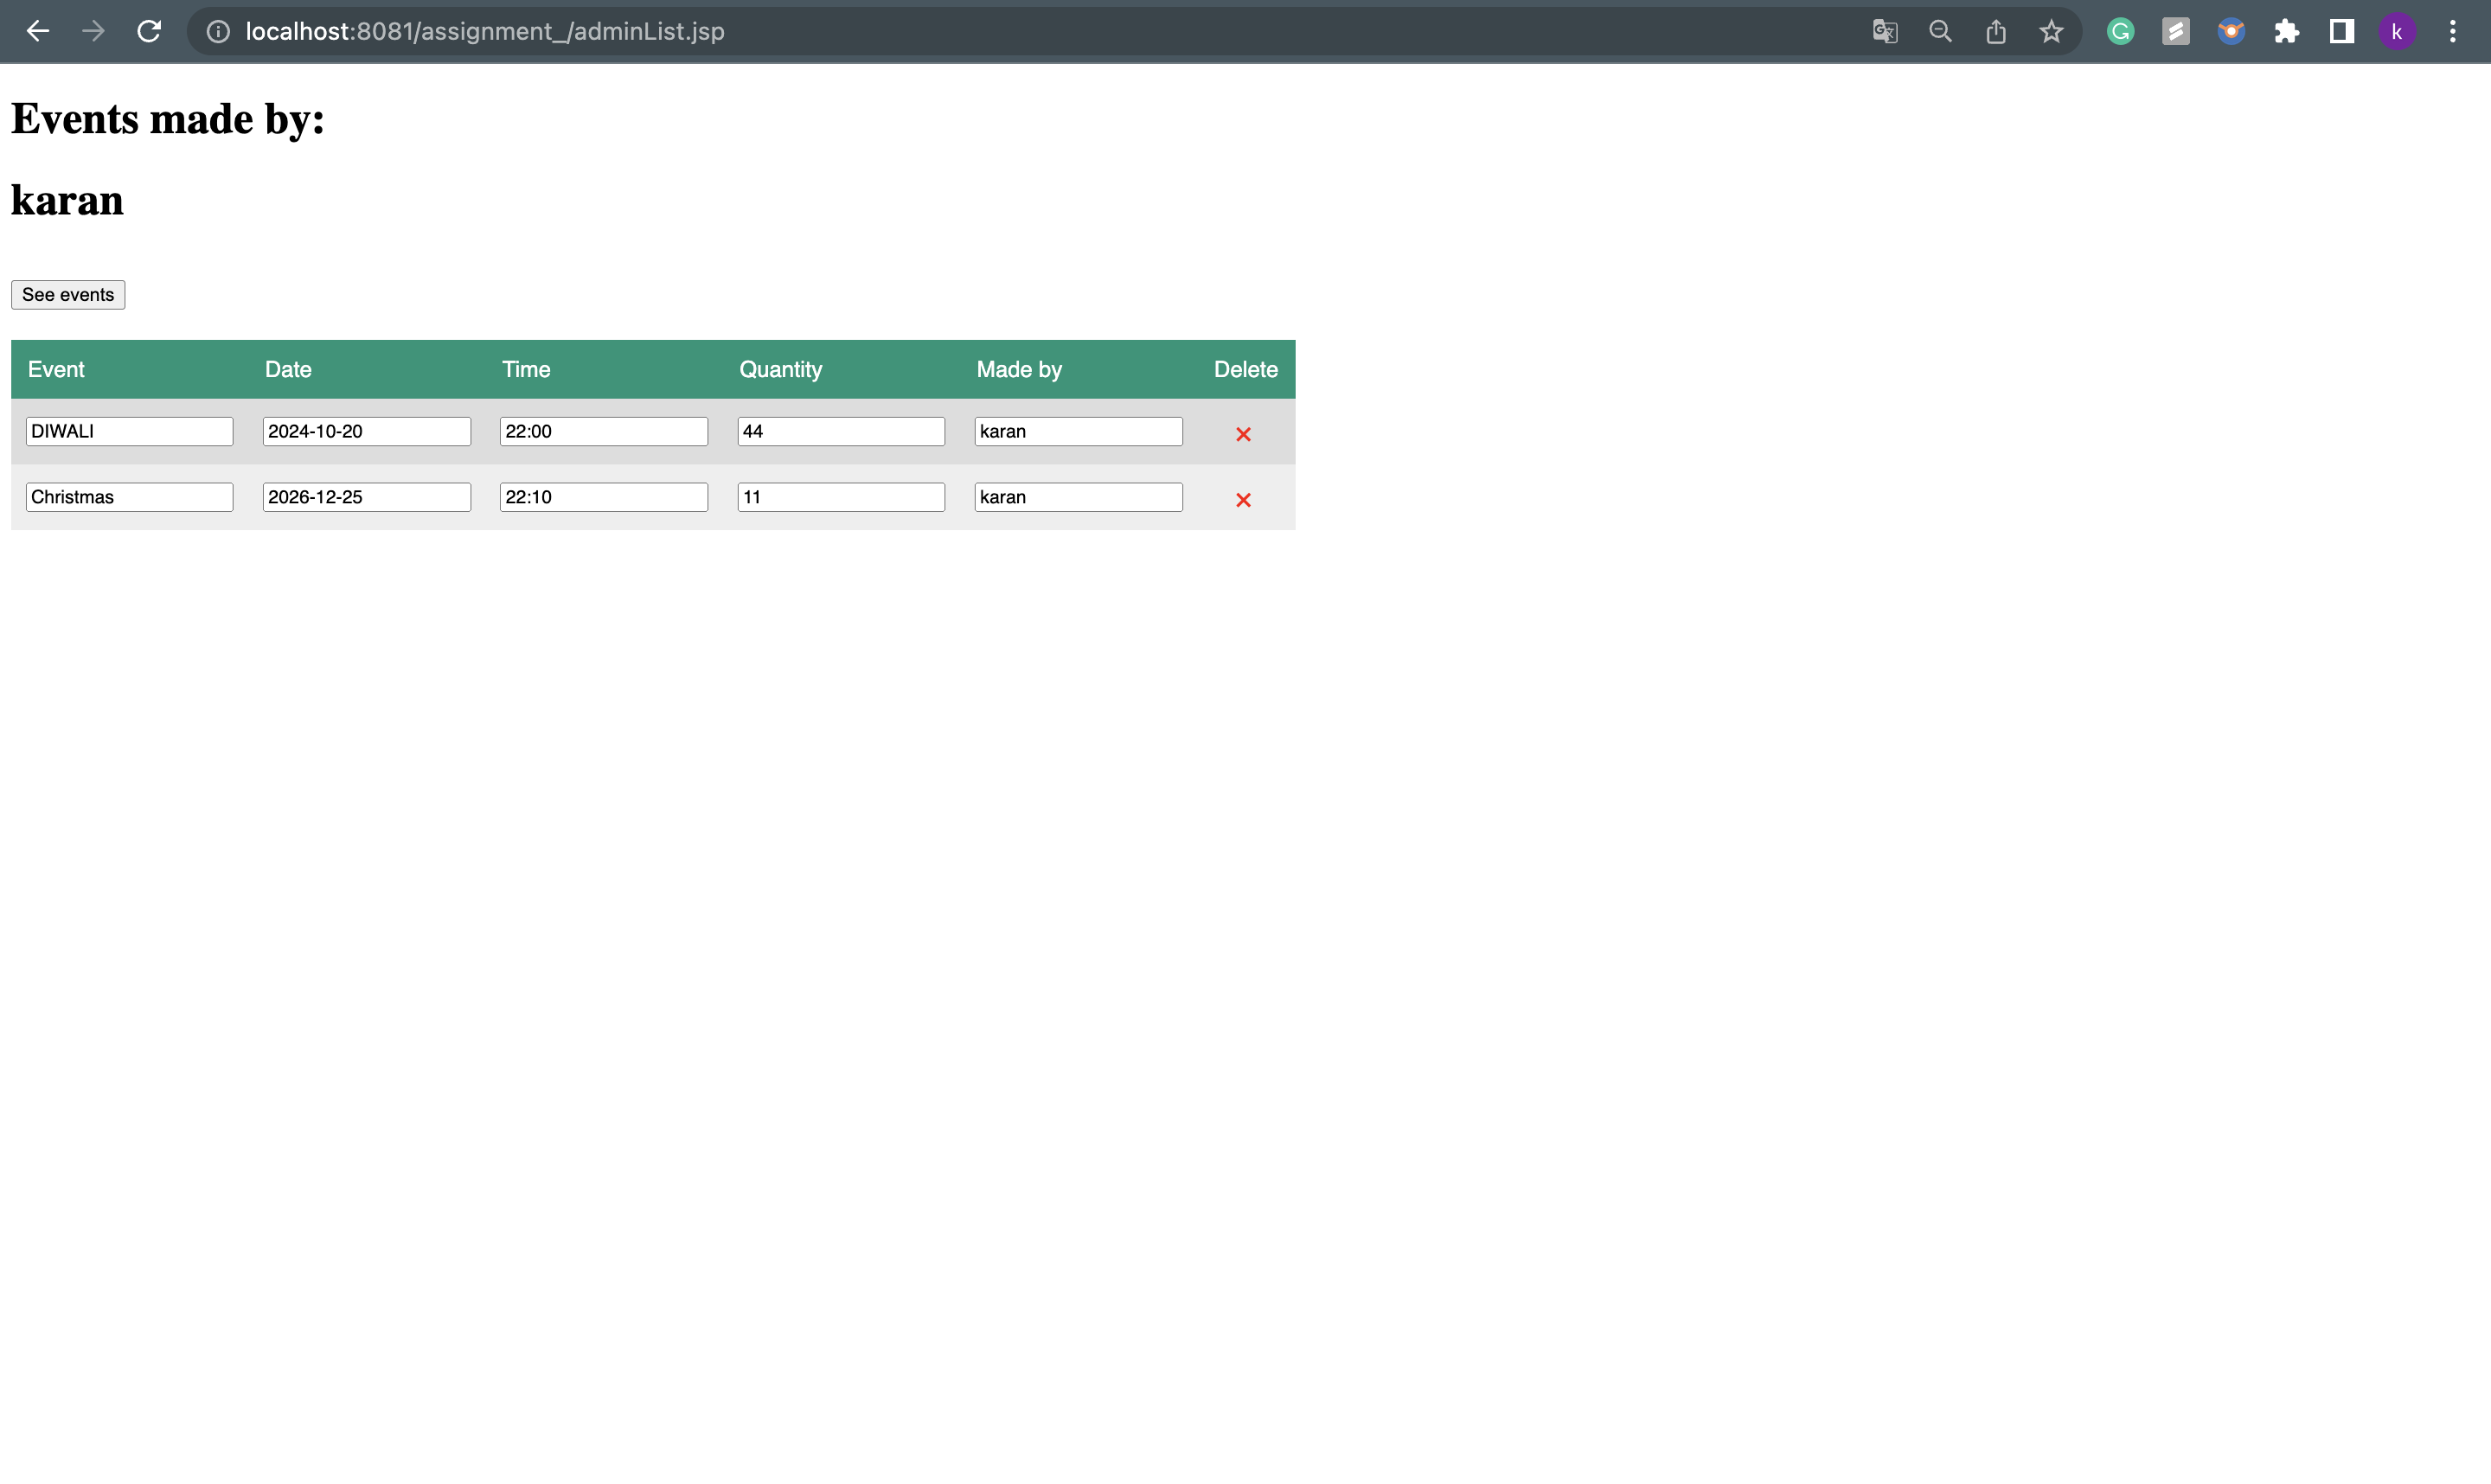 localhost:8081/assignment_/adminList.jsp
k
Events made by:
karan
See events
Event Date Time Quantity Made by Delete
DIWALI 2024-10-20 22:00 44 karan
Christmas 2026-12-25 22:10 11 karan